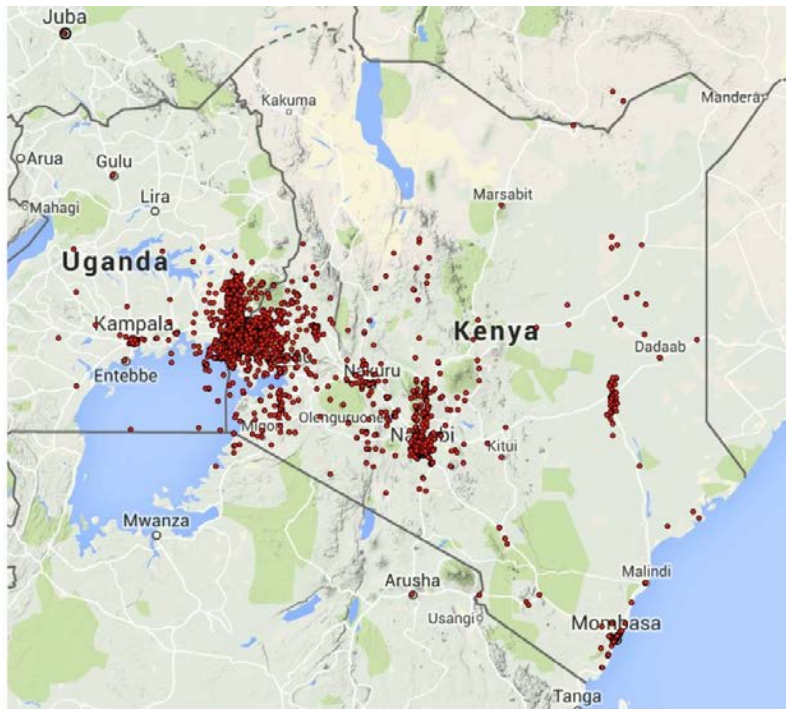 Juba
Kakuma
Mandera
Arua
Gulu
Marsabit
Lira
Mahagi
Uganda
Kampala
Kenya
Dadaab
Entebbe
Nakuru
Olenguruone
Migori
Nairobi
Kitui
Mwanza
Arusha
Malindi
Usangi
Mombasa
Tanga